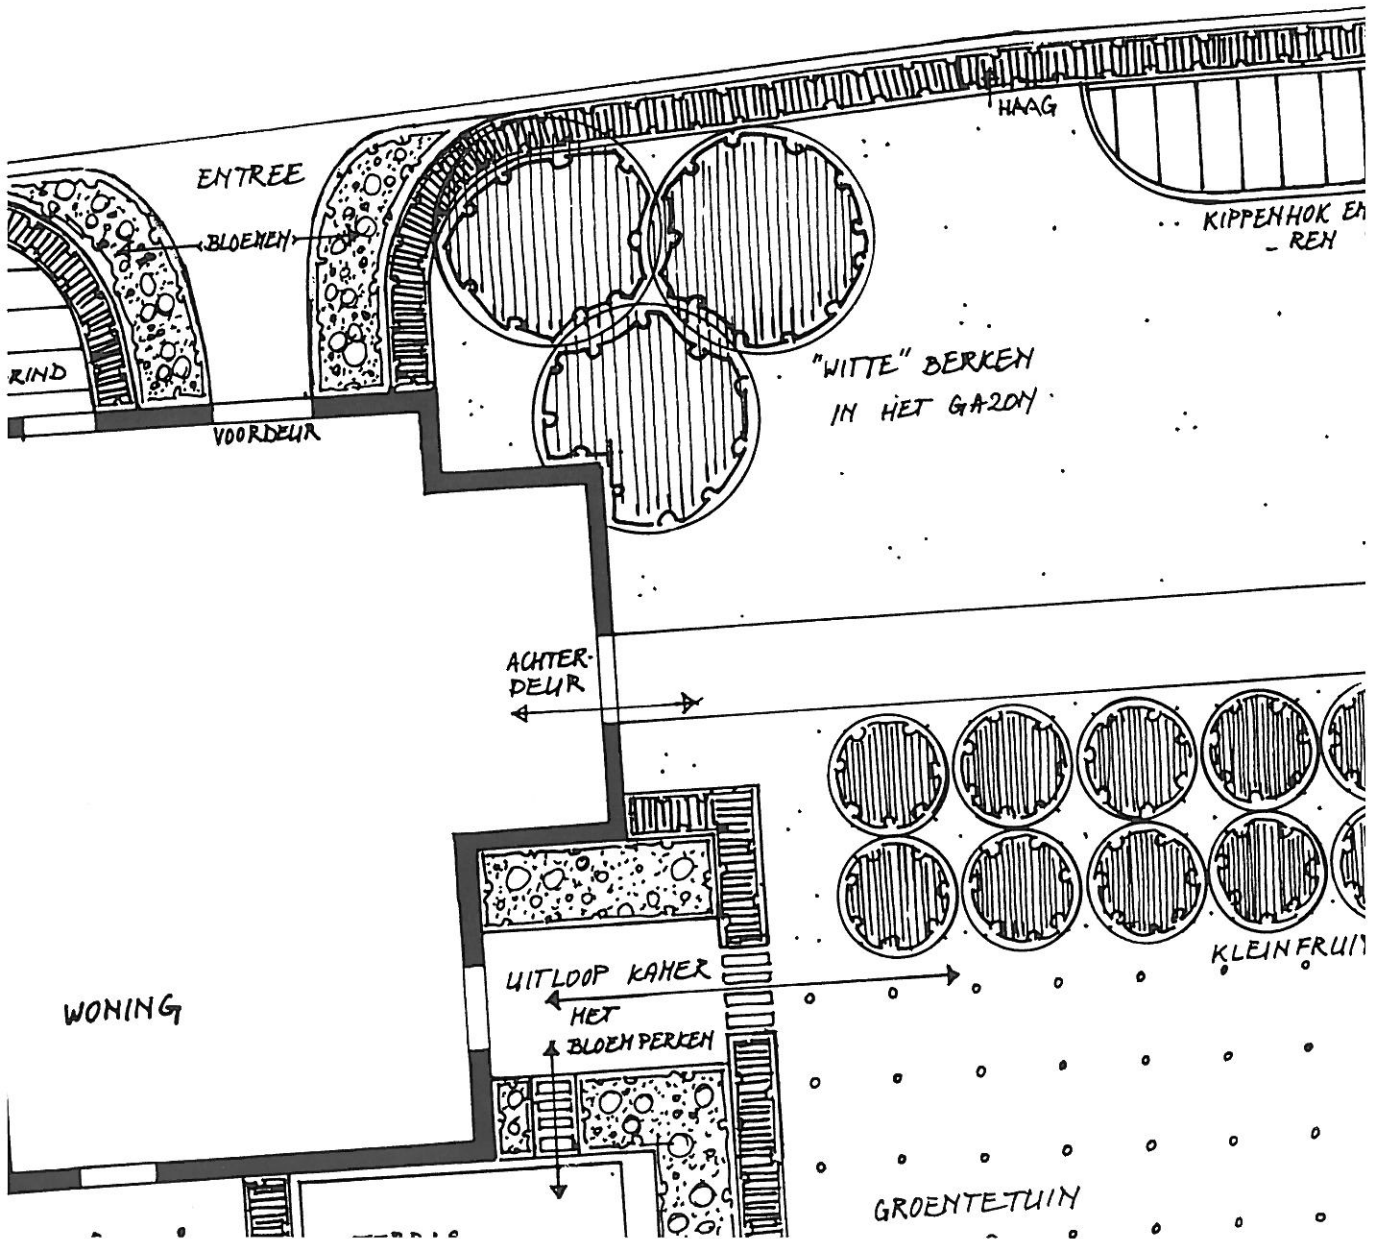 HAAG
ENTREE
BLOEMEN
KIPPENHOK EN
- REN
RIND
"WITTE" BERKEN
IN HET GAZON
VOORDEUR
ACHTER-
DEUR
KLEINFRUI
UITLOOP KAMER
MET
BLOEMPERKEN
WONING
GROENTETUIN